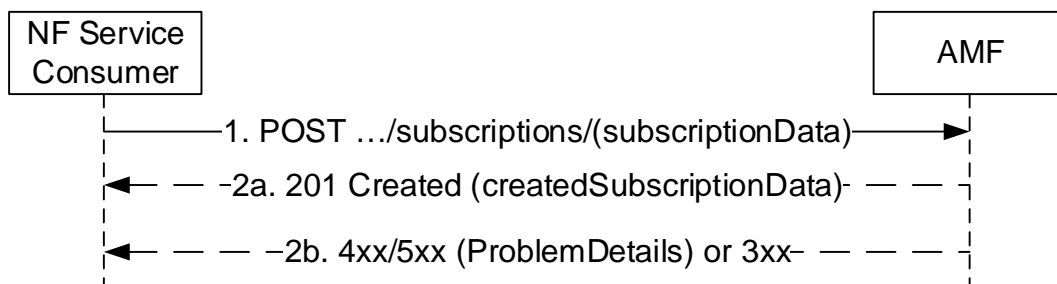 NF Service
Consumer
AMF
1. POST …/subscriptions/(subscriptionData)
2a. 201 Created (createdSubscriptionData)
2b. 4xx/5xx (ProblemDetails) or 3xx